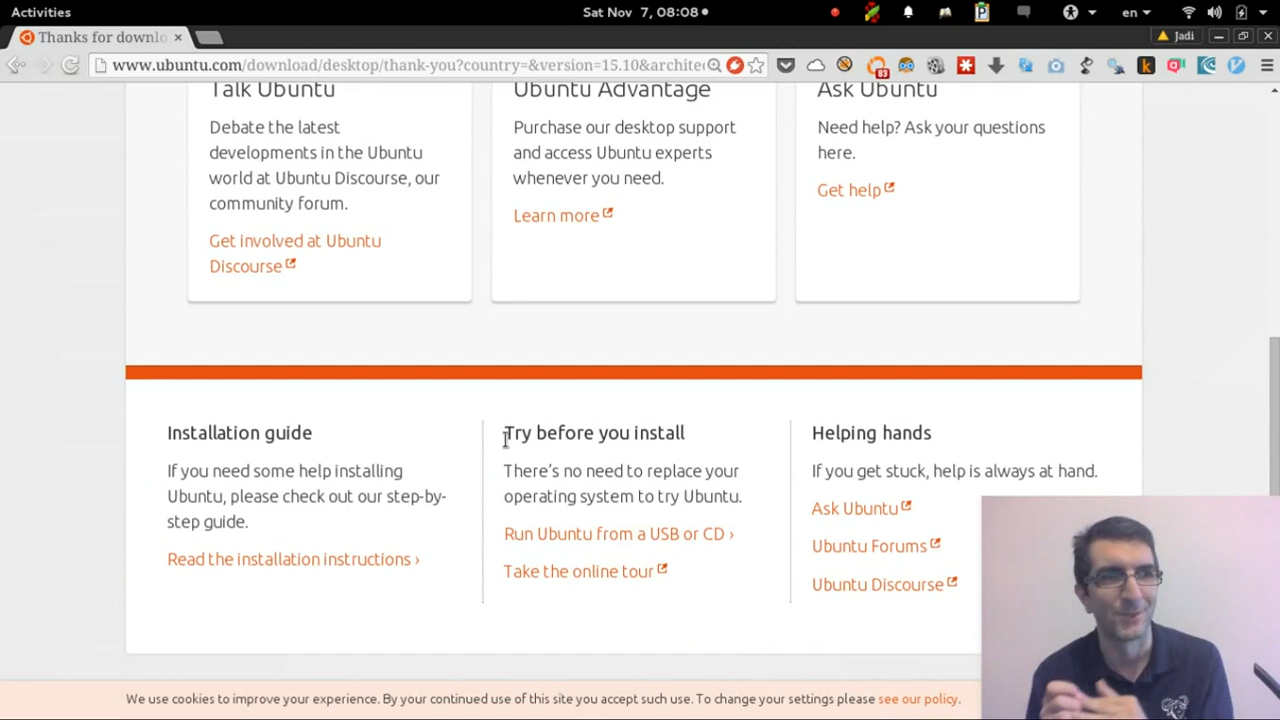 Activities
Sat Nov 7, 08:08
en
Thanks for downlo
Jadi
www.ubuntu.com/download/desktop/thank-you?country=&version=15.10&archite
83
Talk Ubuntu
Debate the latest
developments in the Ubuntu
world at Ubuntu Discourse, our
community forum.
Get involved at Ubuntu
Discourse
Ubuntu Advantage
Purchase our desktop support
and access Ubuntu experts
whenever you need.
Learn more
Ask Ubuntu
Need help? Ask your questions
here.
Get help
Installation guide
If you need some help installing
Ubuntu, please check out our step-by-
step guide.
Read the installation instructions ›
Try before you install
There's no need to replace your
operating system to try Ubuntu.
Run Ubuntu from a USB or CD ›
Take the online tour
Helping hands
If you get stuck, help is always at hand.
Ask Ubuntu
Ubuntu Forums
Ubuntu Discourse
We use cookies to improve your experience. By your continued use of this site you accept such use. To change your settings please see our policy.